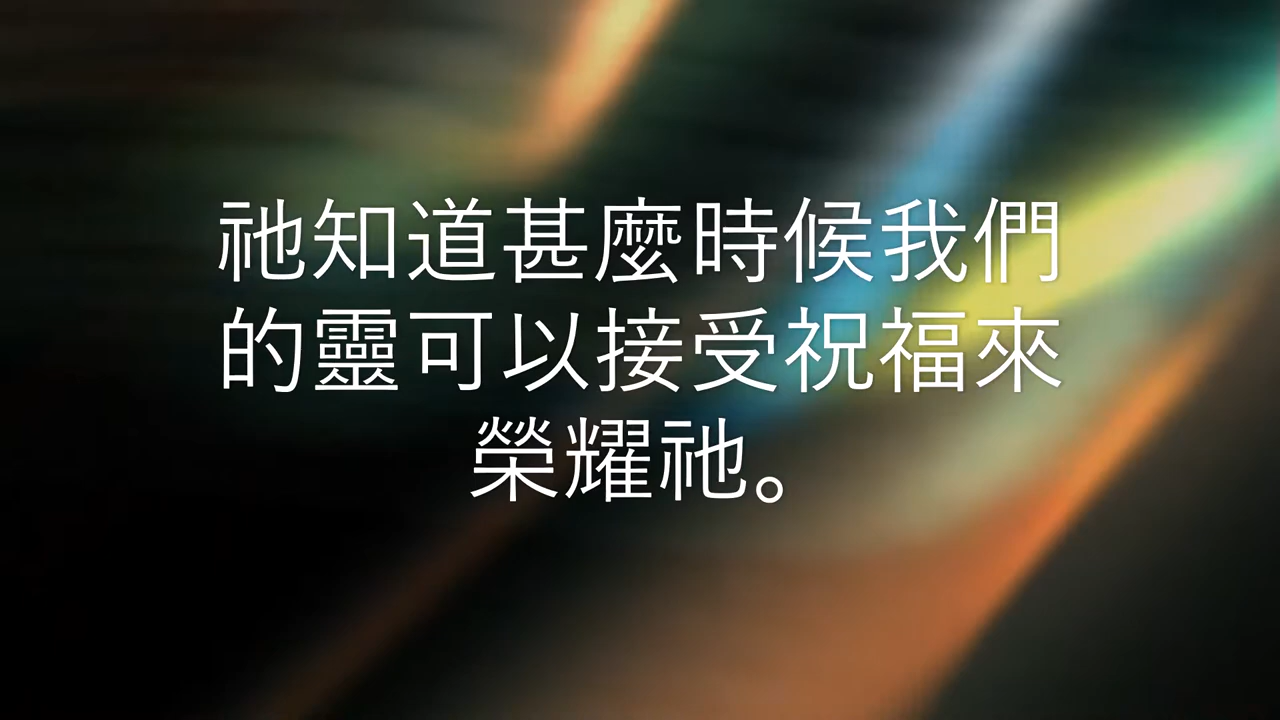 祂知道甚麼時候我們
的靈可以接受祝福來
榮耀祂。